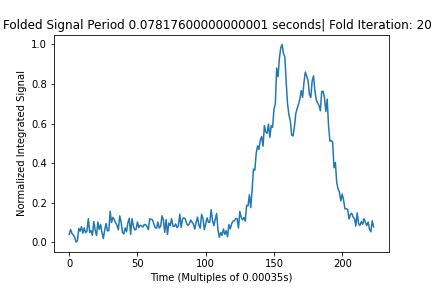 Folded Signal Period 0.07817600000000001 seconds| Fold Iteration: 20
1.0
0.8
0.6
0.4
0.2
0.0
Normalized Integrated Signal
0 50 100 150 200
Time (Multiples of 0.00035s)